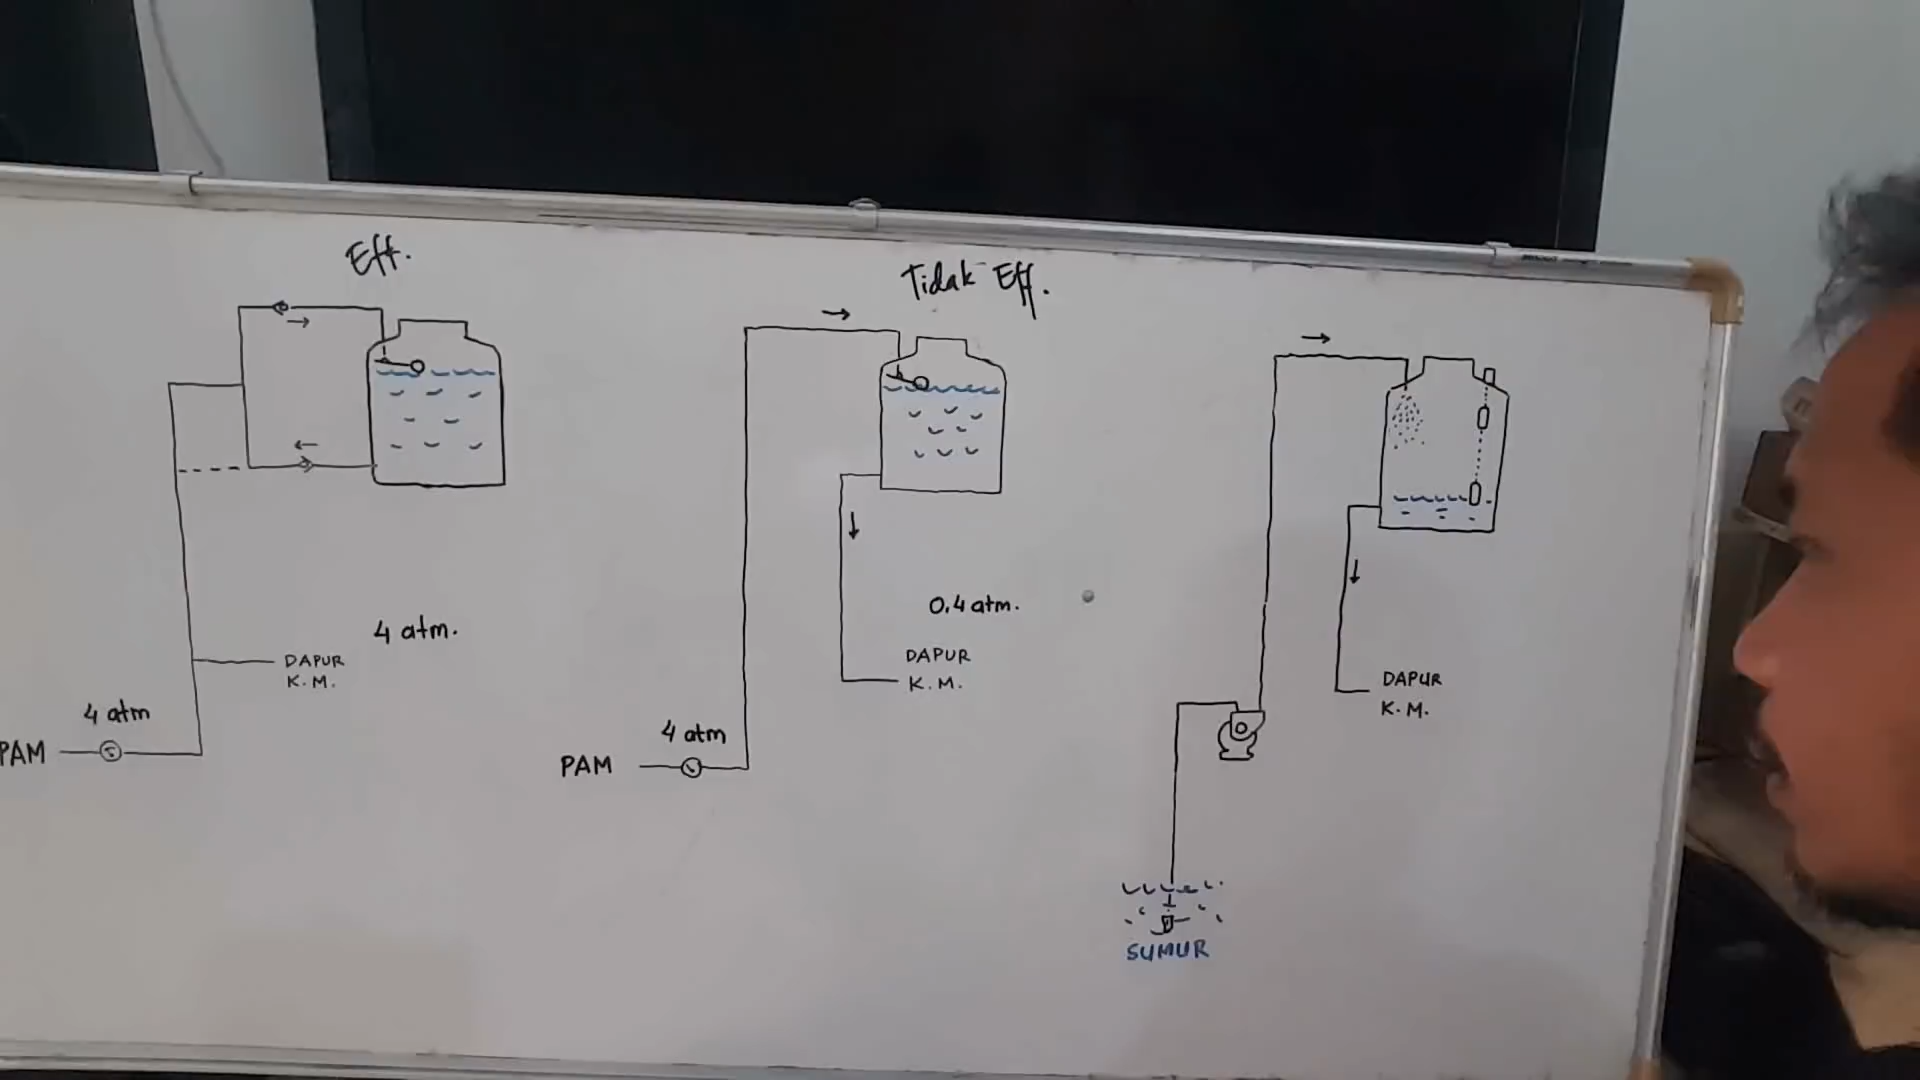 Eff.
4 atm.
DAPUR
K.M.
4 atm
PAM
Tidak Eff.
0.4 atm.
DAPUR
K.M.
4 atm
PAM
DAPUR
K.M.
SUMUR